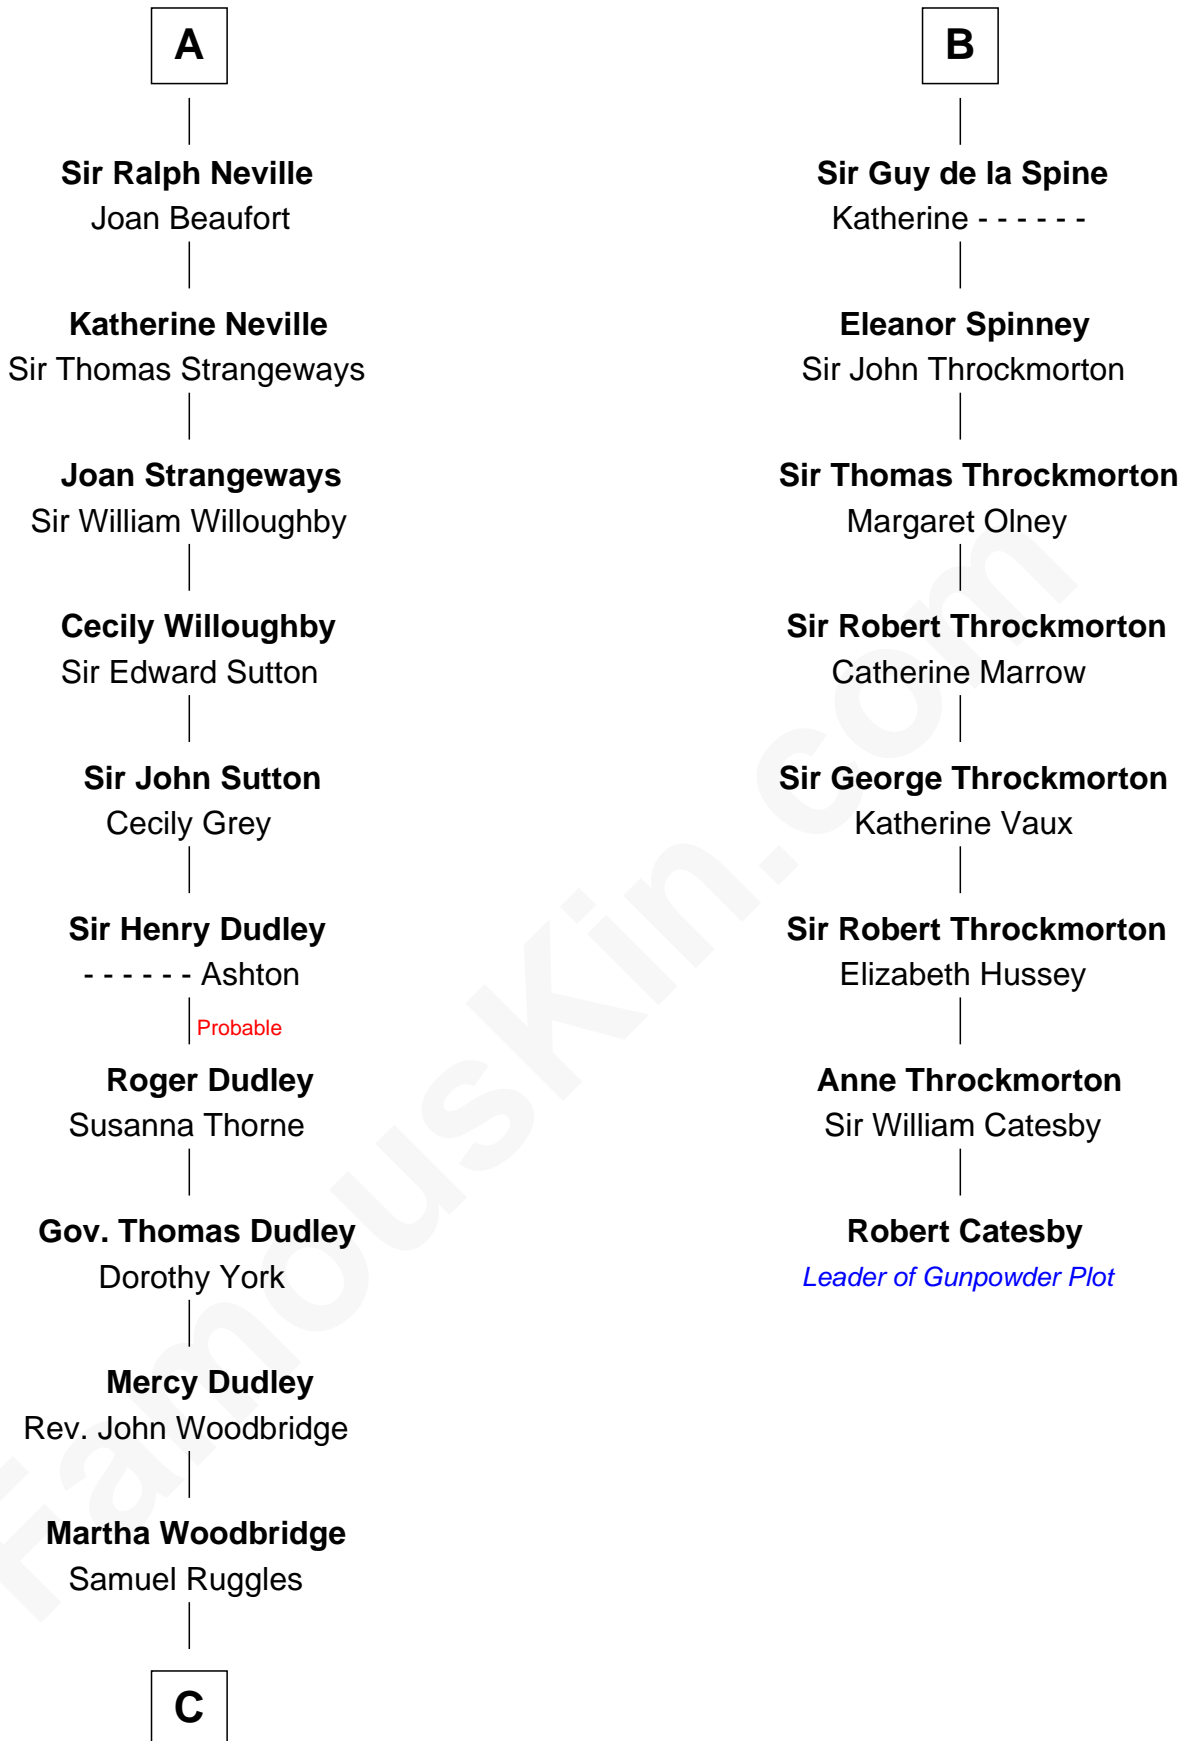 A
Sir Ralph Neville
Joan Beaufort
Katherine Neville
Sir Thomas Strangeways
Joan Strangeways
Sir William Willoughby
Cecily Willoughby
Sir Edward Sutton
Sir John Sutton
Cecily Grey
Sir Henry Dudley
- - - - - - Ashton
Probable
Roger Dudley
Susanna Thorne
Gov. Thomas Dudley
Dorothy York
Mercy Dudley
Rev. John Woodbridge
Martha Woodbridge
Samuel Ruggles
C
B
Sir Guy de la Spine
Katherine - - - - - -
Eleanor Spinney
Sir John Throckmorton
Sir Thomas Throckmorton
Margaret Olney
Sir Robert Throckmorton
Catherine Marrow
Sir George Throckmorton
Katherine Vaux
Sir Robert Throckmorton
Elizabeth Hussey
Anne Throckmorton
Sir William Catesby
Robert Catesby
Leader of Gunpowder Plot
FamousKin.com